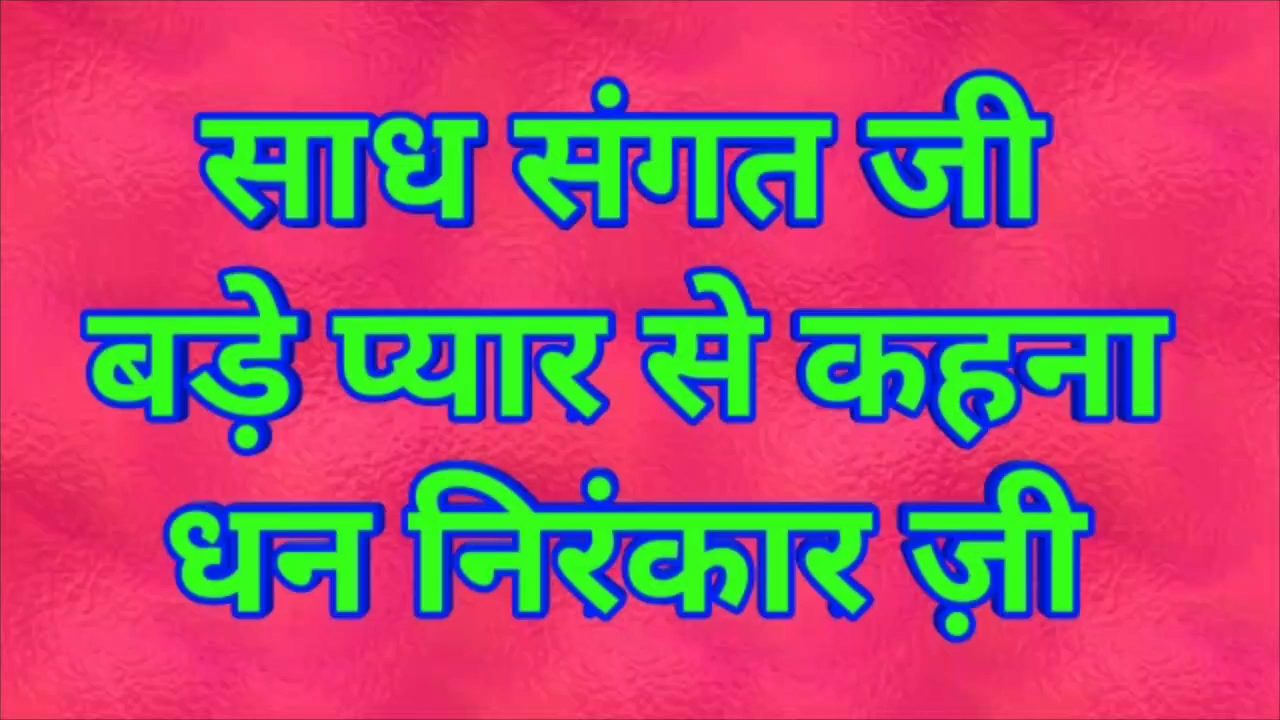 साध संगत जी
बड़े प्यार से कहना
धन निरंकार ज़ी